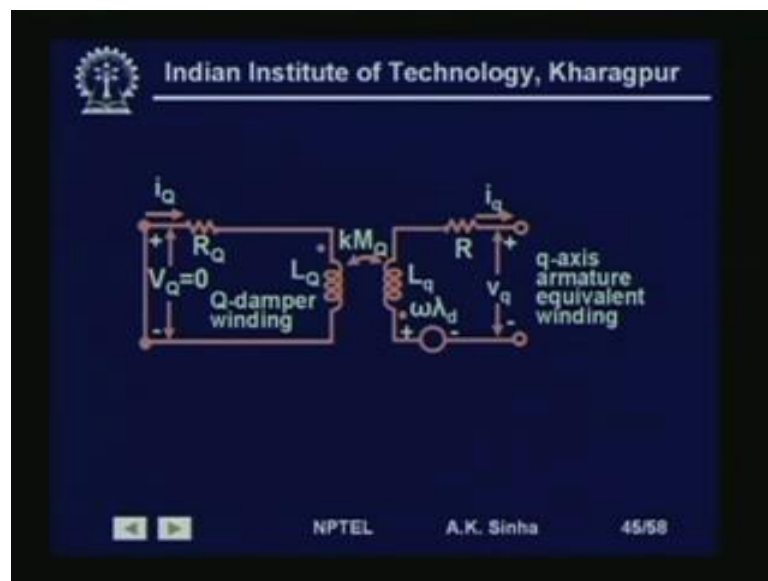 Indian Institute of Technology, Kharagpur
iQ
iq
+
RQ
kMQ
R
+
VQ=0
LQ
Lq
vq
q-axis
armature
equivalent
winding
Q-damper
winding
ωλd
-
+
-
-
NPTEL
A.K. Sinha
45/58